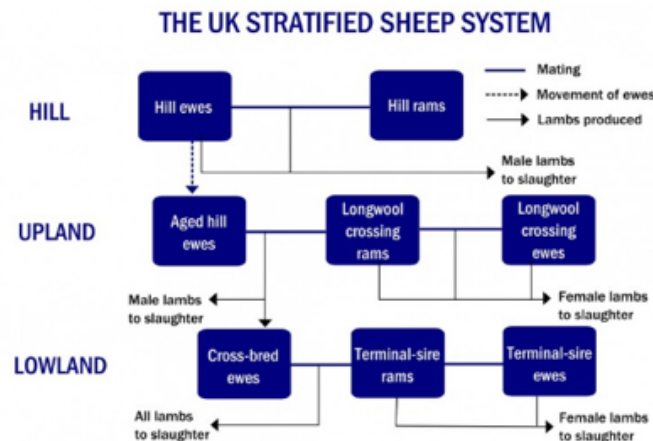 THE UK STRATIFIED SHEEP SYSTEM
HILL
Hill ewes
Hill rams
Mating
Movement of ewes
Lambs produced
Male lambs
to slaughter
UPLAND
Aged hill
ewes
Longwool
crossing
rams
Longwool
crossing
ewes
Male lambs
to slaughter
Female lambs
to slaughter
LOWLAND
Cross-bred
ewes
Terminal-sire
rams
Terminal-sire
ewes
All lambs
to slaughter
Female lambs
to slaughter